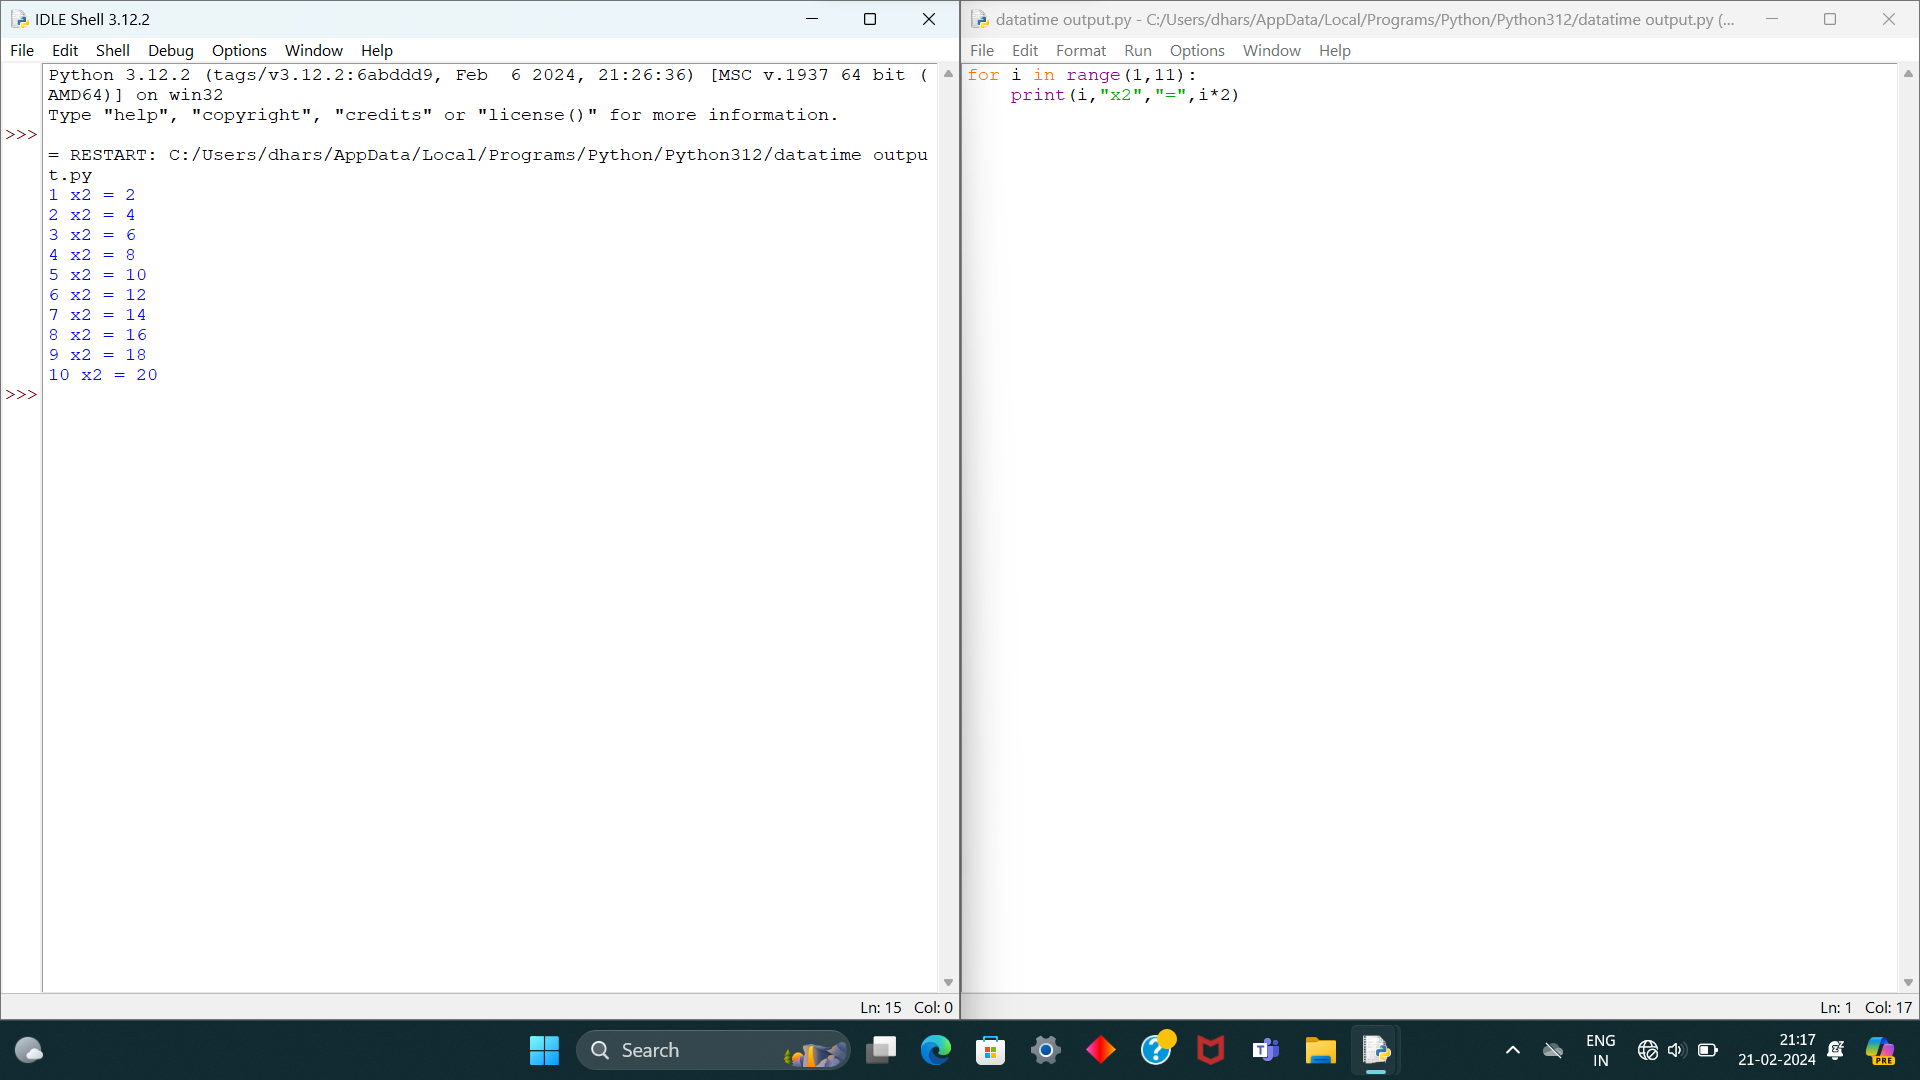 IDLE Shell 3.12.2
File Edit Shell Debug Options Window Help
Python 3.12.2 (tags/v3.12.2:6abddd9, Feb  6 2024, 21:26:36) [MSC v.1937 64 bit (
AMD64)] on win32
Type "help", "copyright", "credits" or "license()" for more information.
>>>
= RESTART: C:/Users/dhars/AppData/Local/Programs/Python/Python312/datatime outpu
t.py
1 x2 = 2
2 x2 = 4
3 x2 = 6
4 x2 = 8
5 x2 = 10
6 x2 = 12
7 x2 = 14
8 x2 = 16
9 x2 = 18
10 x2 = 20
>>>
Ln: 15 Col: 0
datatime output.py - C:/Users/dhars/AppData/Local/Programs/Python/Python312/datatime output.py (...
File Edit Format Run Options Window Help
for i in range(1,11):
    print(i,"x2","=",i*2)
Ln: 1 Col: 17
Search
ENG
IN
21:17
21-02-2024
PRE